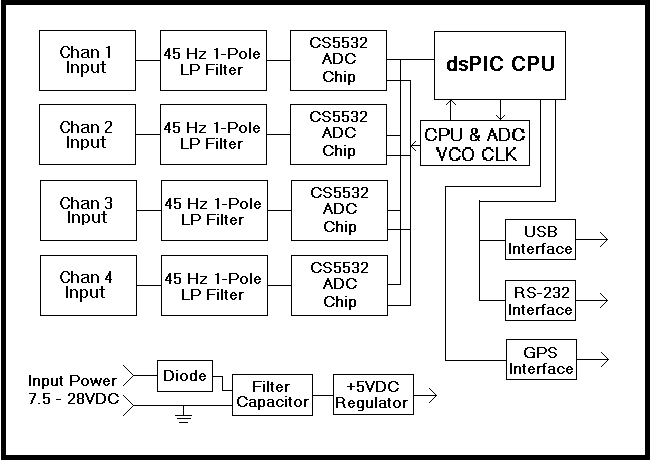 Chan 1
Input
45 Hz 1-Pole
LP Filter
CS5532
ADC
Chip
dsPIC CPU
Chan 2
Input
45 Hz 1-Pole
LP Filter
CS5532
ADC
Chip
CPU & ADC
VCO CLK
Chan 3
Input
45 Hz 1-Pole
LP Filter
CS5532
ADC
Chip
USB
Interface
Chan 4
Input
45 Hz 1-Pole
LP Filter
CS5532
ADC
Chip
RS-232
Interface
GPS
Interface
Input Power
7.5 - 28VDC
Diode
Filter
Capacitor
+5VDC
Regulator